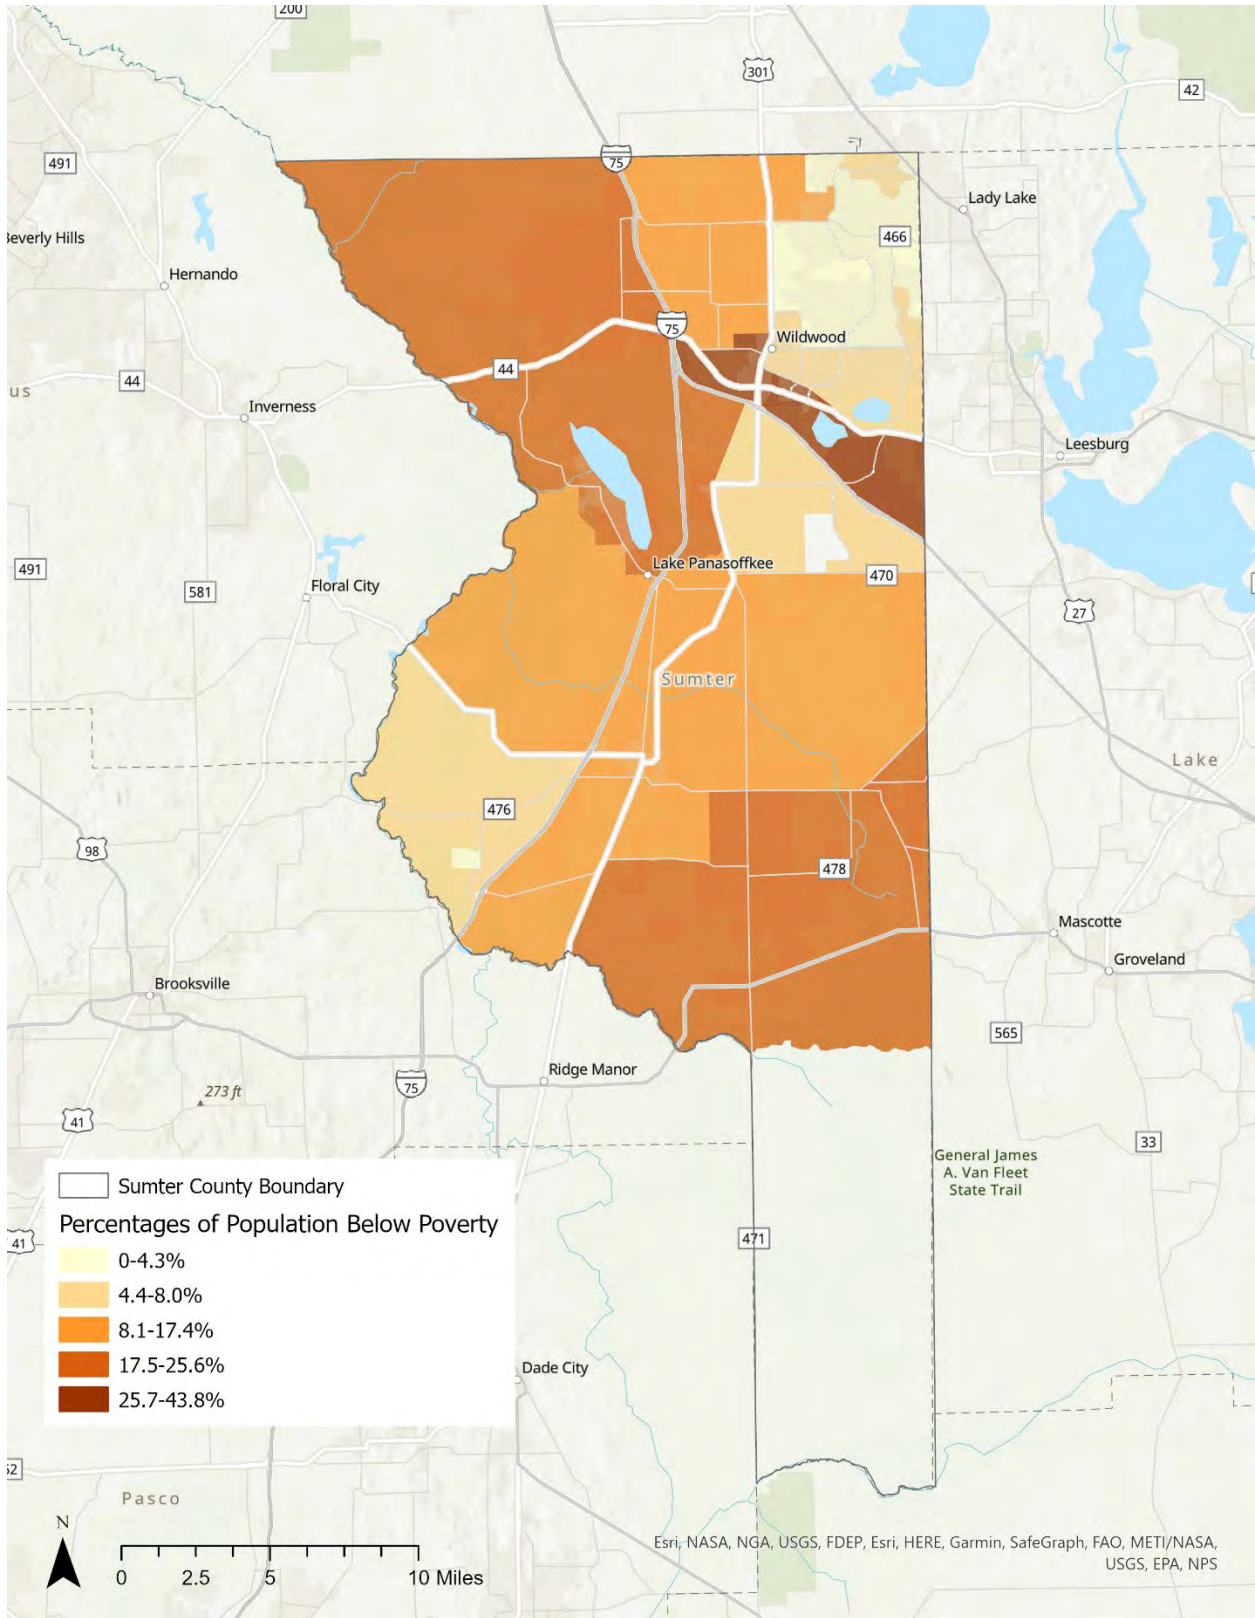 200
301
42
491
75
Lady Lake
Beverly Hills
466
Hernando
75
Wildwood
44
44
us
Inverness
Leesburg
Lake Panasoffkee
491
470
581
Floral City
27
Sumter
Lake
476
98
478
Mascotte
Groveland
Brooksville
565
Ridge Manor
75
273 ft
41
33
General James
A. Van Fleet
State Trail
Sumter County Boundary
Percentages of Population Below Poverty
471
41
0-4.3%
4.4-8.0%
8.1-17.4%
17.5-25.6%
Dade City
25.7-43.8%
52
Pasco
N
Esri, NASA, NGA, USGS, FDEP, Esri, HERE, Garmin, SafeGraph, FAO, METI/NASA,
USGS, EPA, NPS
0 2.5 5 10 Miles